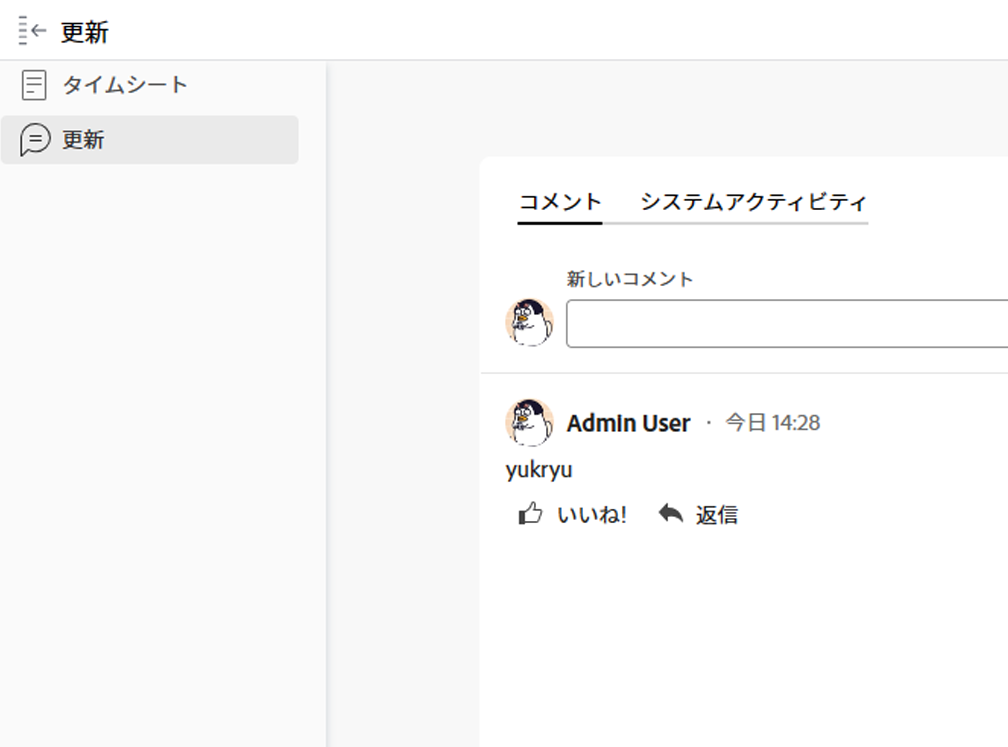 更新
タイムシート
更新
コメント システムアクティビティ
新しいコメント
Admin User · 今日 14:28
yukryu
いいね! 返信